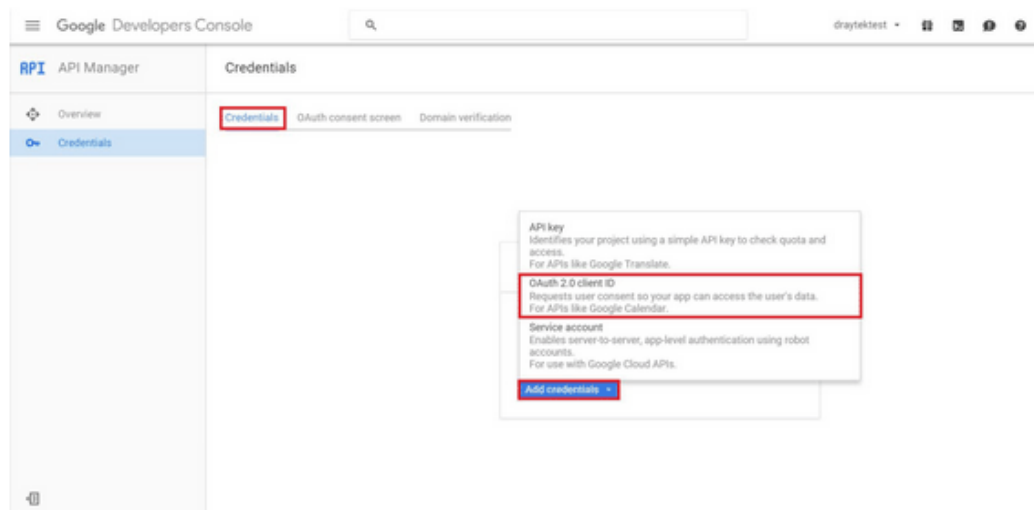 Google Developers Console
draytektest
API API Manager
Credentials
Overview
Credentials
Credentials OAuth consent screen Domain verification
API key
Identifies your project using a simple API key to check quota and
access.
For APIs like Google Translate.
OAuth 2.0 client ID
Requests user consent so your app can access the user's data.
For APIs like Google Calendar.
Service account
Enables server-to-server, app-level authentication using robot
accounts.
For use with Google Cloud APIs.
Add credentials